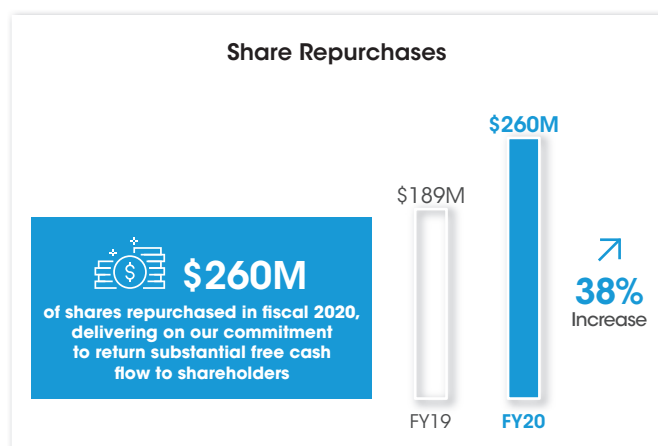 Share Repurchases
$260M
$189M
$
$260M
of shares repurchased in fiscal 2020,
delivering on our commitment
to return substantial free cash
flow to shareholders
38%
Increase
FY19
FY20